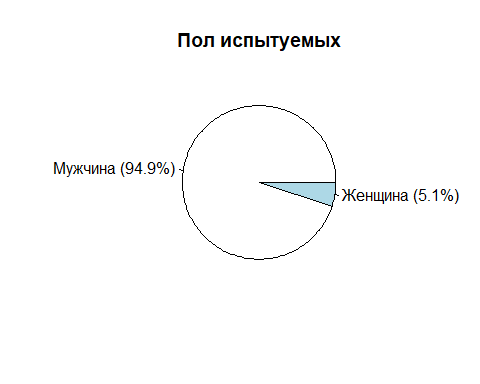 Пол испытуемых
Мужчина (94.9%)
Женщина (5.1%)